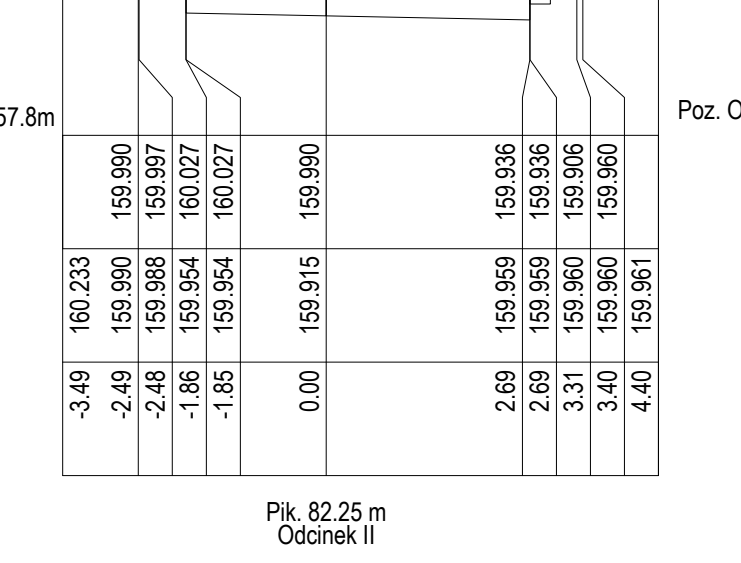 57.8m
Poz. O
159.990 159.997 160.027 160.027 159.990 159.936 159.936 159.906 159.960
160.233 159.990 159.988 159.954 159.954 159.915 159.959 159.959 159.960 159.960 159.961
-3.49 -2.49 -2.48 -1.86 -1.85 0.00 2.69 2.69 3.31 3.40 4.40
Pik. 82.25 m
Odcinek II